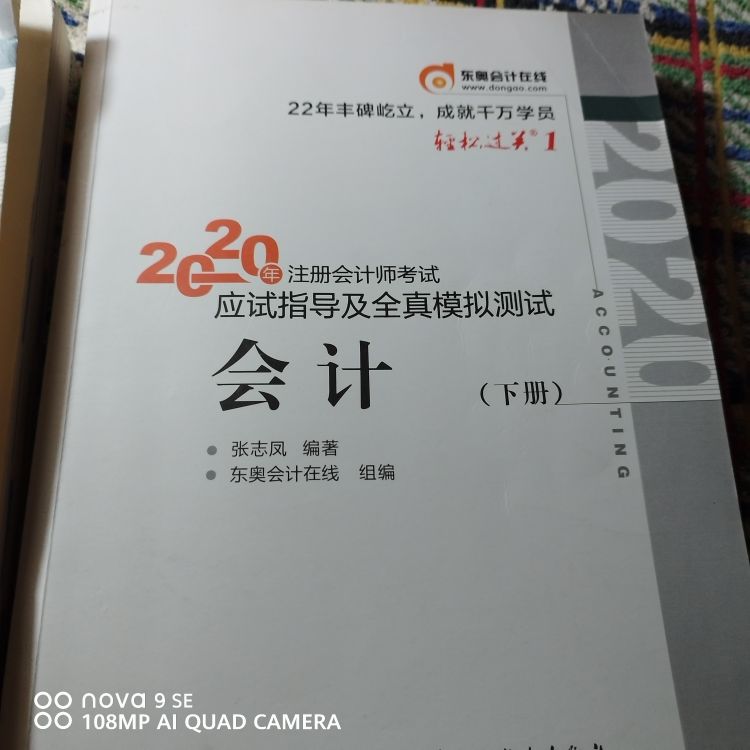 东奥会计在线
www.dongao.com
22年丰碑屹立，成就千万学员
轻松过关® 1
2020年 注册会计师考试
应试指导及全真模拟测试
会计 （下册）
张志凤 编著
东奥会计在线 组编
2020
ACCOUNTING
nova 9 SE
108MP AI QUAD CAMERA